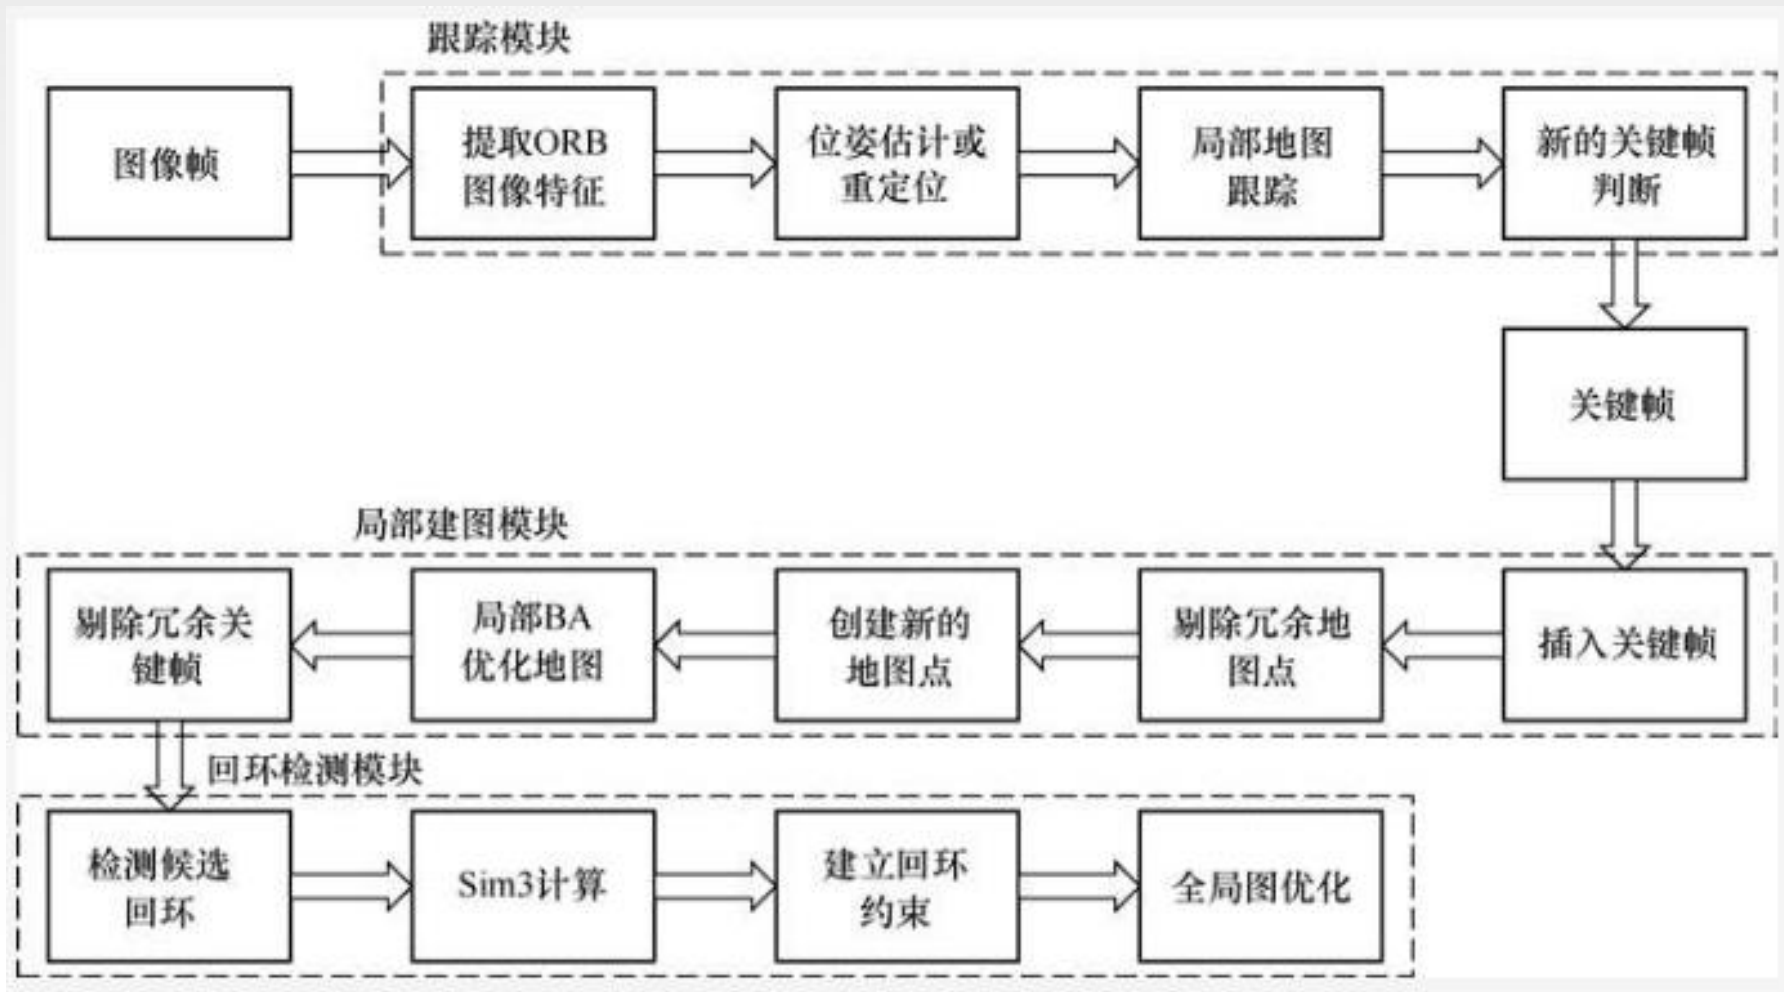 跟踪模块
图像帧
提取ORB
图像特征
位姿估计或
重定位
局部地图
跟踪
新的关键帧
判断
关键帧
局部建图模块
剔除冗余关
键帧
局部BA
优化地图
创建新的
地图点
剔除冗余地
图点
插入关键帧
回环检测模块
检测候选
回环
Sim3计算
建立回环
约束
全局图优化